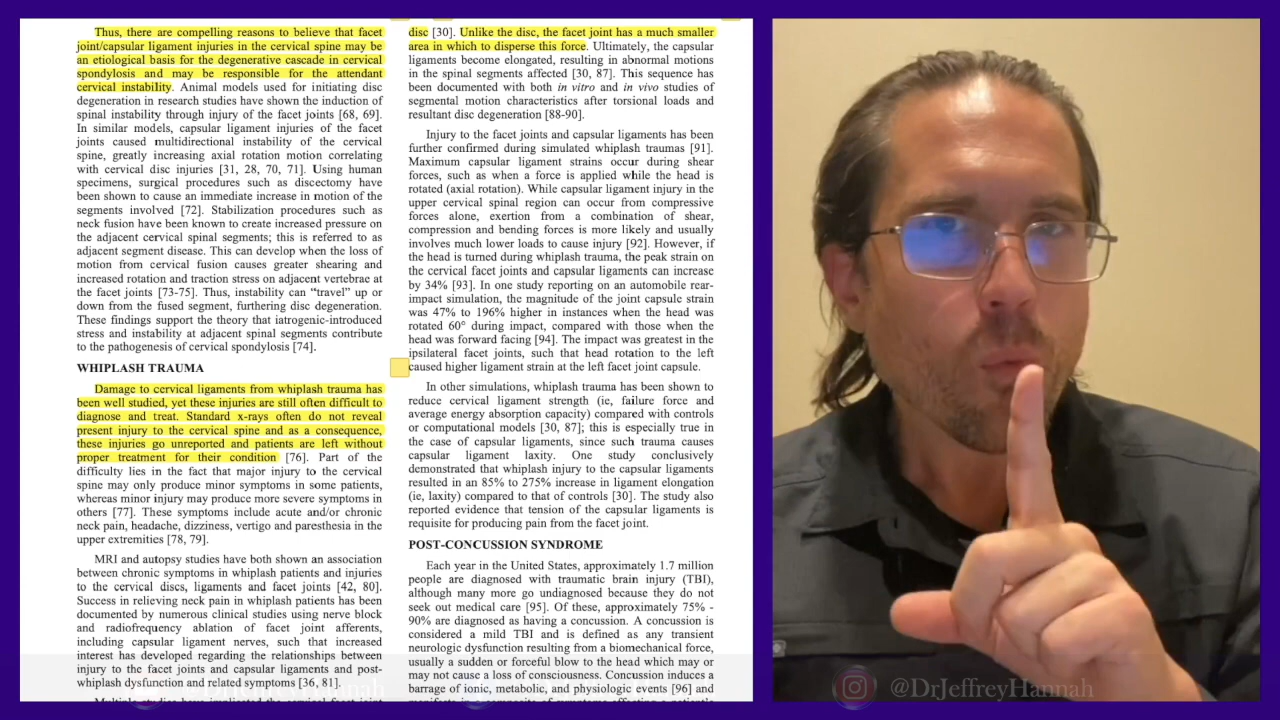 Thus, there are compelling reasons to believe that facet
joint/capsular ligament injuries in the cervical spine may be
an etiological basis for the degenerative cascade in cervical
spondylosis and may be responsible for the attendant
cervical instability. Animal models used for initiating disc
degeneration in research studies have shown the induction of
spinal instability through injury of the facet joints [68, 69].
In similar models, capsular ligament injuries of the facet
joints caused multidirectional instability of the cervical
spine, greatly increasing axial rotation motion correlating
with cervical disc injuries [31, 28, 70, 71]. Using human
specimens, surgical procedures such as discectomy have
been shown to cause an immediate increase in motion of the
segments involved [72]. Stabilization procedures such as
neck fusion have been known to create increased pressure on
the adjacent cervical spinal segments; this is referred to as
adjacent segment disease. This can develop when the loss of
motion from cervical fusion causes greater shearing and
increased rotation and traction stress on adjacent vertebrae at
the facet joints [73-75]. Thus, instability can “travel” up or
down from the fused segment, furthering disc degeneration.
These findings support the theory that iatrogenic-introduced
stress and instability at adjacent spinal segments contribute
to the pathogenesis of cervical spondylosis [74].
WHIPLASH TRAUMA
Damage to cervical ligaments from whiplash trauma has
been well studied, yet these injuries are still often difficult to
diagnose and treat. Standard x-rays often do not reveal
present injury to the cervical spine and as a consequence,
these injuries go unreported and patients are left without
proper treatment for their condition [76]. Part of the
difficulty lies in the fact that major injury to the cervical
spine may only produce minor symptoms in some patients,
whereas minor injury may produce more severe symptoms in
others [77]. These symptoms include acute and/or chronic
neck pain, headache, dizziness, vertigo and paresthesia in the
upper extremities [78, 79].
MRI and autopsy studies have both shown an association
between chronic symptoms in whiplash patients and injuries
to the cervical discs, ligaments and facet joints [42, 80].
Success in relieving neck pain in whiplash patients has been
documented by numerous clinical studies using nerve block
and radiofrequency ablation of facet joint afferents,
including capsular ligament nerves, such that increased
interest has developed regarding the relationships between
injury to the facet joints and capsular ligaments and post-
whiplash dysfunction and related symptoms [36, 81].
disc [30]. Unlike the disc, the facet joint has a much smaller
area in which to disperse this force. Ultimately, the capsular
ligaments become elongated, resulting in abnormal motions
in the spinal segments affected [30, 87]. This sequence has
been documented with both in vitro and in vivo studies of
segmental motion characteristics after torsional loads and
resultant disc degeneration [88-90].
Injury to the facet joints and capsular ligaments has been
further confirmed during simulated whiplash traumas [91].
Maximum capsular ligament strains occur during shear
forces, such as when a force is applied while the head is
rotated (axial rotation). While capsular ligament injury in the
upper cervical spinal region can occur from compressive
forces alone, exertion from a combination of shear,
compression and bending forces is more likely and usually
involves much lower loads to cause injury [92]. However, if
the head is turned during whiplash trauma, the peak strain on
the cervical facet joints and capsular ligaments can increase
by 34% [93]. In one study reporting on an automobile rear-
impact simulation, the magnitude of the joint capsule strain
was 47% to 196% higher in instances when the head was
rotated 60° during impact, compared with those when the
head was forward facing [94]. The impact was greatest in the
ipsilateral facet joints, such that head rotation to the left
caused higher ligament strain at the left facet joint capsule.
In other simulations, whiplash trauma has been shown to
reduce cervical ligament strength (ie, failure force and
average energy absorption capacity) compared with controls
or computational models [30, 87]; this is especially true in
the case of capsular ligaments, since such trauma causes
capsular ligament laxity. One study conclusively
demonstrated that whiplash injury to the capsular ligaments
resulted in an 85% to 275% increase in ligament elongation
(ie, laxity) compared to that of controls [30]. The study also
reported evidence that tension of the capsular ligaments is
requisite for producing pain from the facet joint.
POST-CONCUSSION SYNDROME
Each year in the United States, approximately 1.7 million
people are diagnosed with traumatic brain injury (TBI),
although many more go undiagnosed because they do not
seek out medical care [95]. Of these, approximately 75% -
90% are diagnosed as having a concussion. A concussion is
considered a mild TBI and is defined as any transient
neurologic dysfunction resulting from a biomechanical force,
usually a sudden or forceful blow to the head which may or
may not cause a loss of consciousness. Concussion induces a
barrage of ionic, metabolic, and physiologic events [96] and
@DrJeffreyHannah
@DrJeffreyHannah